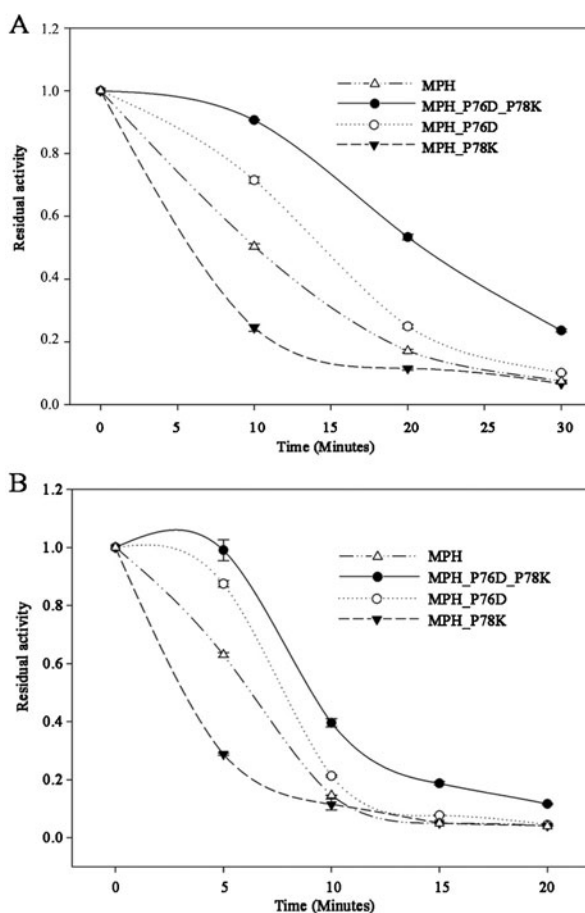 A
1.2
1.0
0.8
0.6
0.4
0.2
0.0
Residual activity
MPH
MPH_P76D_P78K
MPH_P76D
MPH_P78K
0 5 10 15 20 25 30
Time (Minutes)
B
1.2
1.0
0.8
0.6
0.4
0.2
0.0
Residual activity
MPH
MPH_P76D_P78K
MPH_P76D
MPH_P78K
0 5 10 15 20
Time (Minutes)